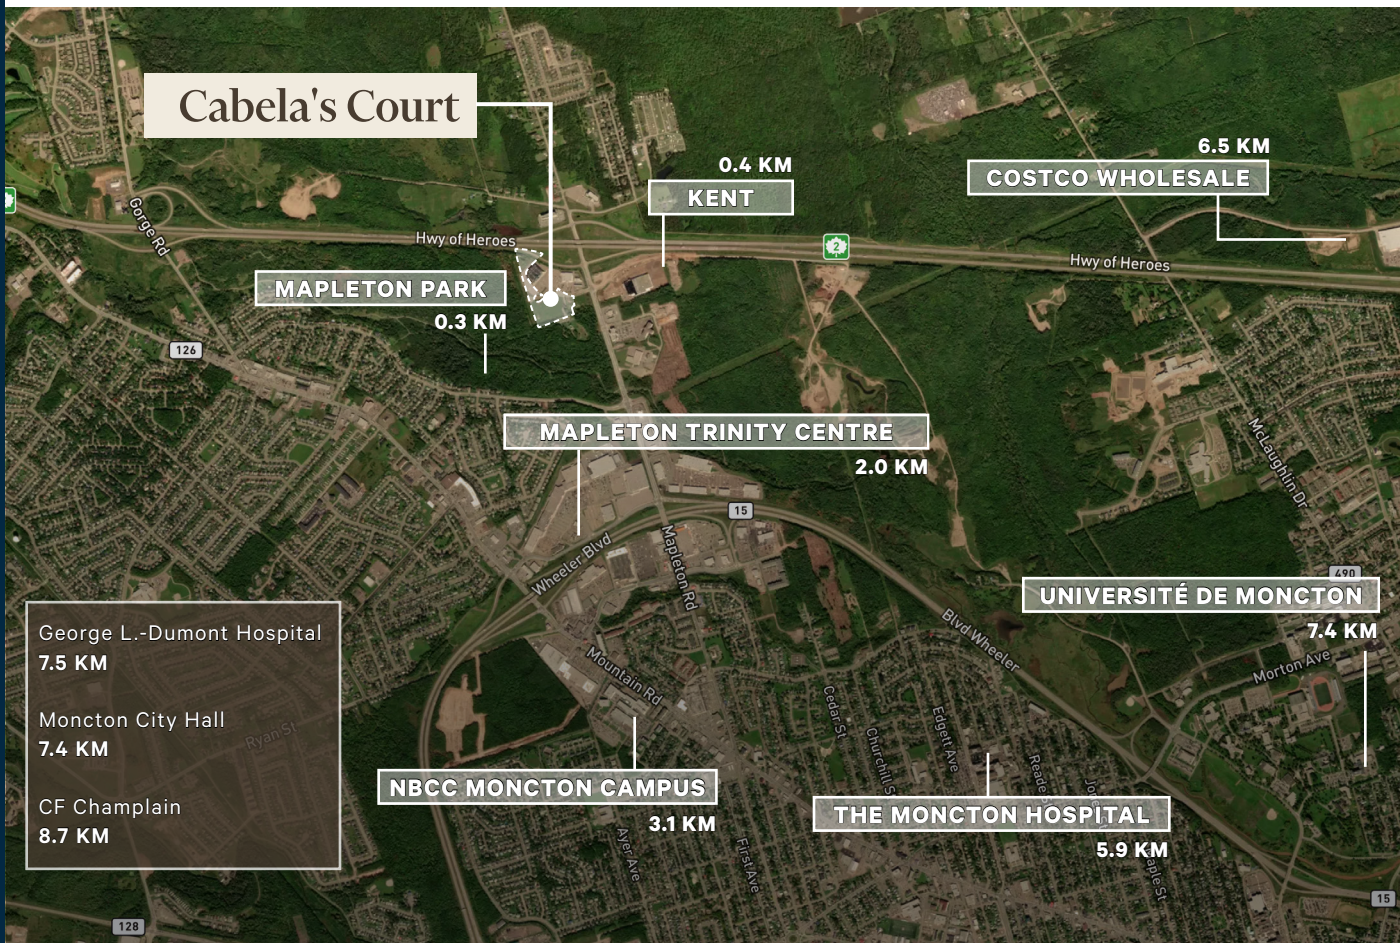 Cabela's Court
6.5 KM
COSTCO WHOLESALE
0.4 KM
KENT
Gorge Rd
Hwy of Heroes
2
Hwy of Heroes
MAPLETON PARK
0.3 KM
126
MAPLETON TRINITY CENTRE
2.0 KM
McLaughlin Dr
15
Wheeler Blvd
Mapleton Rd
490
UNIVERSITÉ DE MONCTON
7.4 KM
Blvd Wheeler
George L.-Dumont Hospital
7.5 KM
Moncton City Hall
7.4 KM
CF Champlain
8.7 KM
Ryan St
Mountain Rd
Morton Ave
Cedar St
Churchill S
Edgett Ave
Reade S
NBCC MONCTON CAMPUS
3.1 KM
THE MONCTON HOSPITAL
5.9 KM
Ayer Ave
First Ave
aple St
15
128